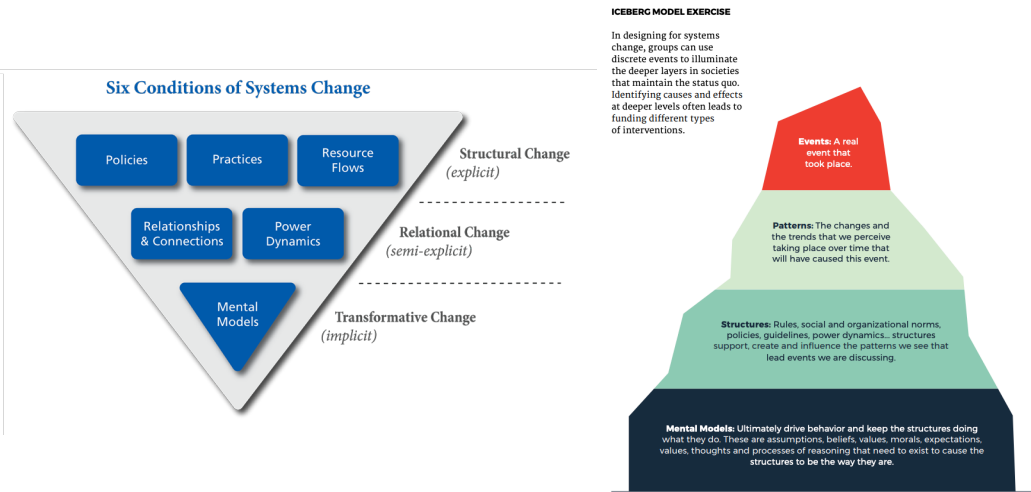 Six Conditions of Systems Change
Policies
Practices
Resource
Flows
Structural Change
(explicit)
Relationships
& Connections
Power
Dynamics
Relational Change
(semi-explicit)
Mental
Models
Transformative Change
(implicit)
ICEBERG MODEL EXERCISE
In designing for systems
change, groups can use
discrete events to illuminate
the deeper layers in societies
that maintain the status quo.
Identifying causes and effects
at deeper levels often leads to
funding different types
of interventions.
Events: A real
event that
took place.
Patterns: The changes and
the trends that we perceive
taking place over time that
will have caused this event.
Structures: Rules, social and organizational norms,
policies, guidelines, power dynamics... structures
support, create and influence the patterns we see that
lead events we are discussing.
Mental Models: Ultimately drive behavior and keep the structures doing
what they do. These are assumptions, beliefs, values, morals, expectations,
values, thoughts and processes of reasoning that need to exist to cause the
structures to be the way they are.